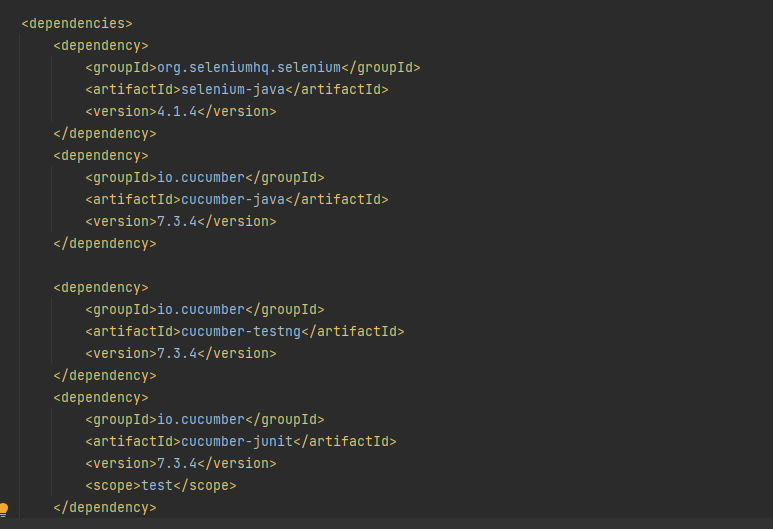 <dependencies>
<dependency>
<groupId>org.seleniumhq.selenium</groupId>
<artifactId>selenium-java</artifactId>
<version>4.1.4</version>
</dependency>
<dependency>
<groupId>io.cucumber</groupId>
<artifactId>cucumber-java</artifactId>
<version>7.3.4</version>
</dependency>
<dependency>
<groupId>io.cucumber</groupId>
<artifactId>cucumber-testng</artifactId>
<version>7.3.4</version>
</dependency>
<dependency>
<groupId>io.cucumber</groupId>
<artifactId>cucumber-junit</artifactId>
<version>7.3.4</version>
<scope>test</scope>
</dependency>